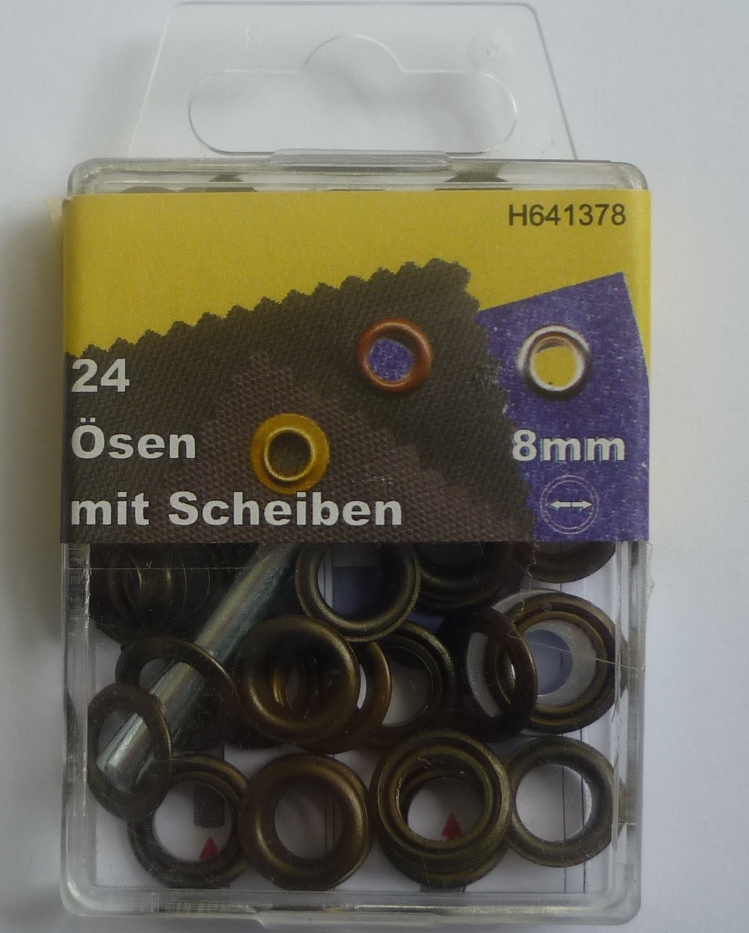 H641378
24
Ösen
8mm
mit Scheiben